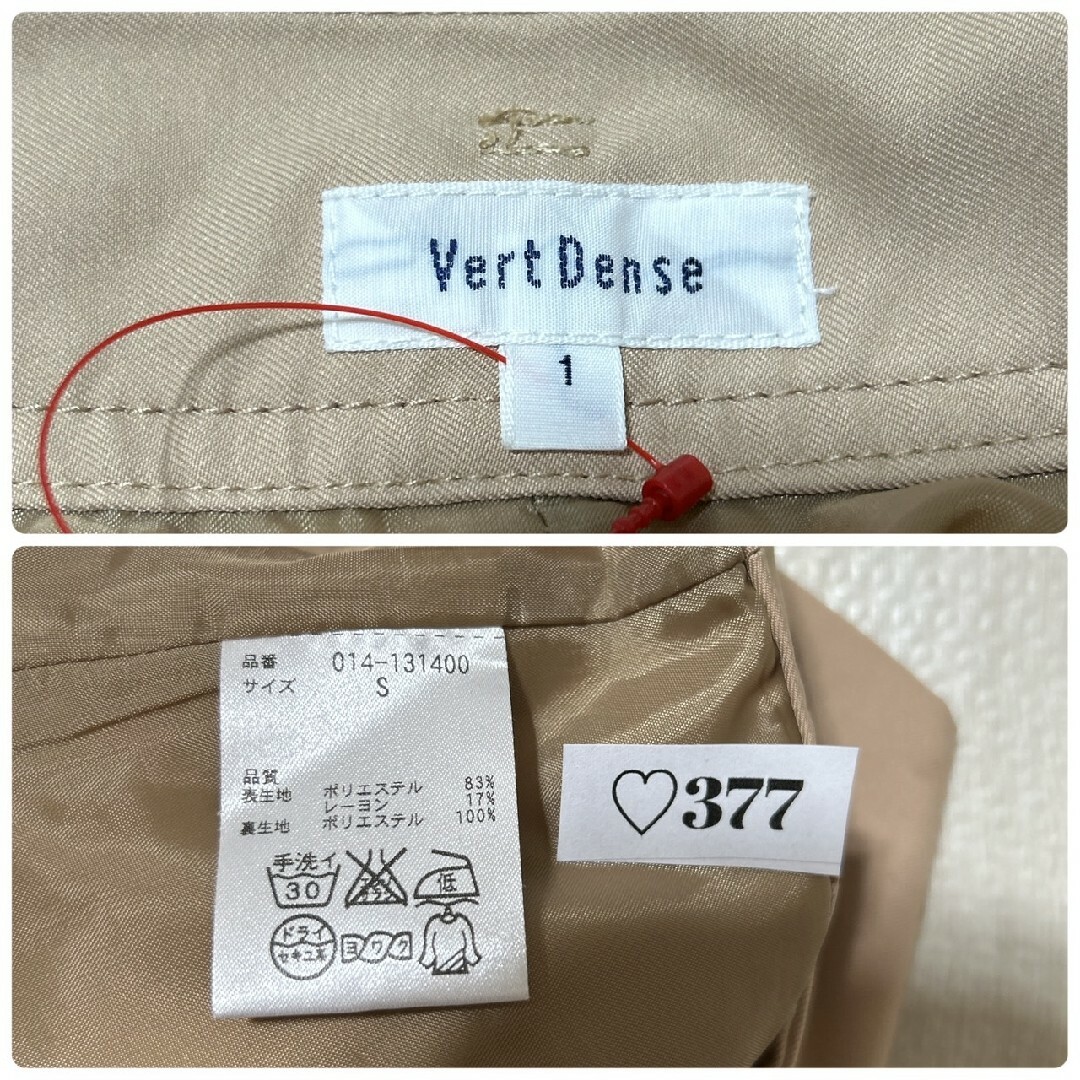 Vert Dense
1
品番 014-131400
サイズ S
品質
表生地 ポリエステル 83%
レーヨン 17%
裏生地 ポリエステル 100%
手洗イ
30
低
ドライ
セキユ系
ヨワク
♡377